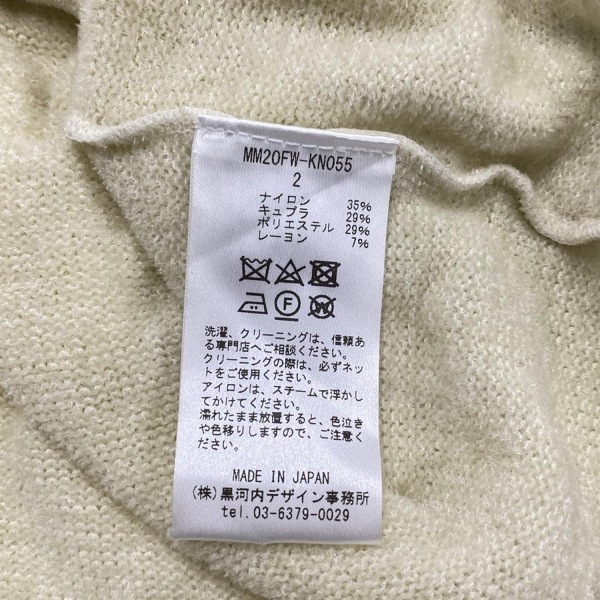 MM20FW-KN055
2
ナイロン 35%
キュプラ 29%
ポリエステル 29%
レーヨン 7%
F
W
洗濯、クリーニングは、信頼あ
る専門店へご相談ください。
クリーニングの際は、必ずネッ
トをご使用ください。
アイロンは、スチームで浮かし
てかけてください。
濡れたまま放置すると、色泣き
や色移りしますので、ご注意く
ださい。
MADE IN JAPAN
(株)黒河内デザイン事務所
tel.03-6379-0029